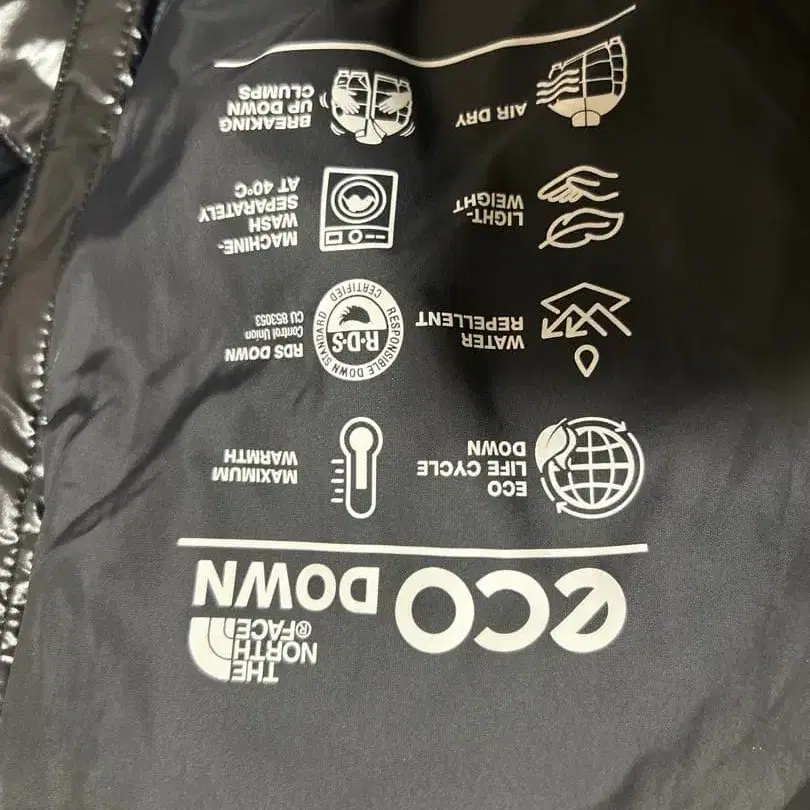 THE
NORTH
FACE®
eco DOWN
ECO
LIFE CYCLE
DOWN
MAXIMUM
WARMTH
WATER
REPELLENT
RESPONSIBLE DOWN STANDARD
R·D·S
CERTIFIED
RDS DOWN
Control Union
CU 853053
LIGHT-
WEIGHT
MACHINE-
WASH
SEPARATELY
AT 40°C
AIR DRY
BREAKING
UP DOWN
CLUMPS